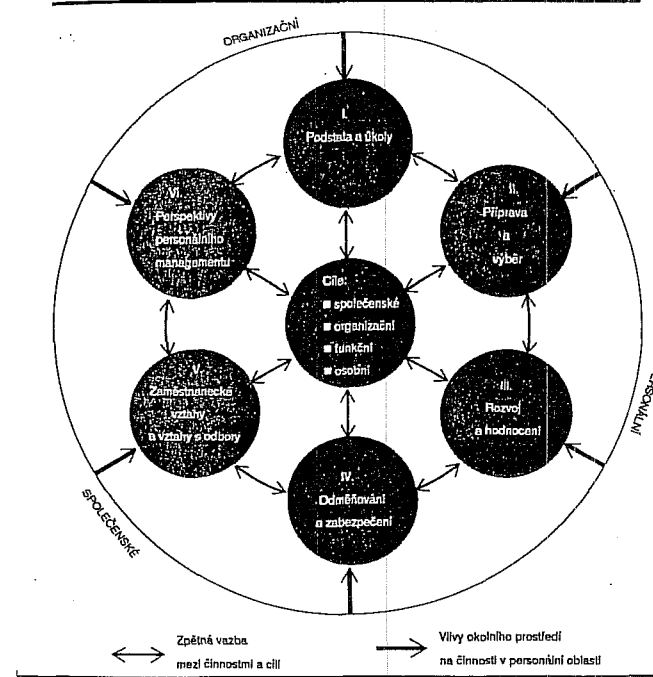 ORGANIZAČNÍ
I.
Podstata a úkoly
II.
Příprava
a
výběr
VI.
Perspektivy
personálního
managementu
Cíle:
■ společenské
■ organizační
■ funkční
■ osobní
V.
Zaměstnanecké
vztahy
a vztahy s odbory
III.
Rozvoj
a hodnocení
IV.
Odměňování
a zabezpečení
SPOLEČENSKÉ
Zpětná vazba
mezi činnostmi a cíli
Vlivy okolního prostředí
na činnosti v personální oblasti